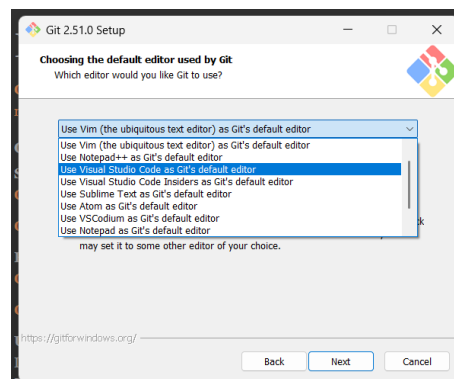 Git 2.51.0 Setup
Choosing the default editor used by Git
Which editor would you like Git to use?
Use Vim (the ubiquitous text editor) as Git's default editor
Use Vim (the ubiquitous text editor) as Git's default editor
Use Notepad++ as Git's default editor
Use Visual Studio Code as Git's default editor
Use Visual Studio Code Insiders as Git's default editor
Use Sublime Text as Git's default editor
Use Atom as Git's default editor
Use VSCodium as Git's default editor
Use Notepad as Git's default editor
may set it to some other editor of your choice.
https://gitforwindows.org/
Back Next Cancel